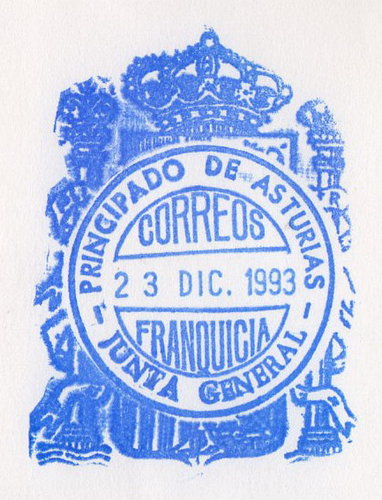 PRINCIPADO DE ASTURIAS
CORREOS
23 DIC. 1993
FRANQUICIA
- JUNTA GENERAL -